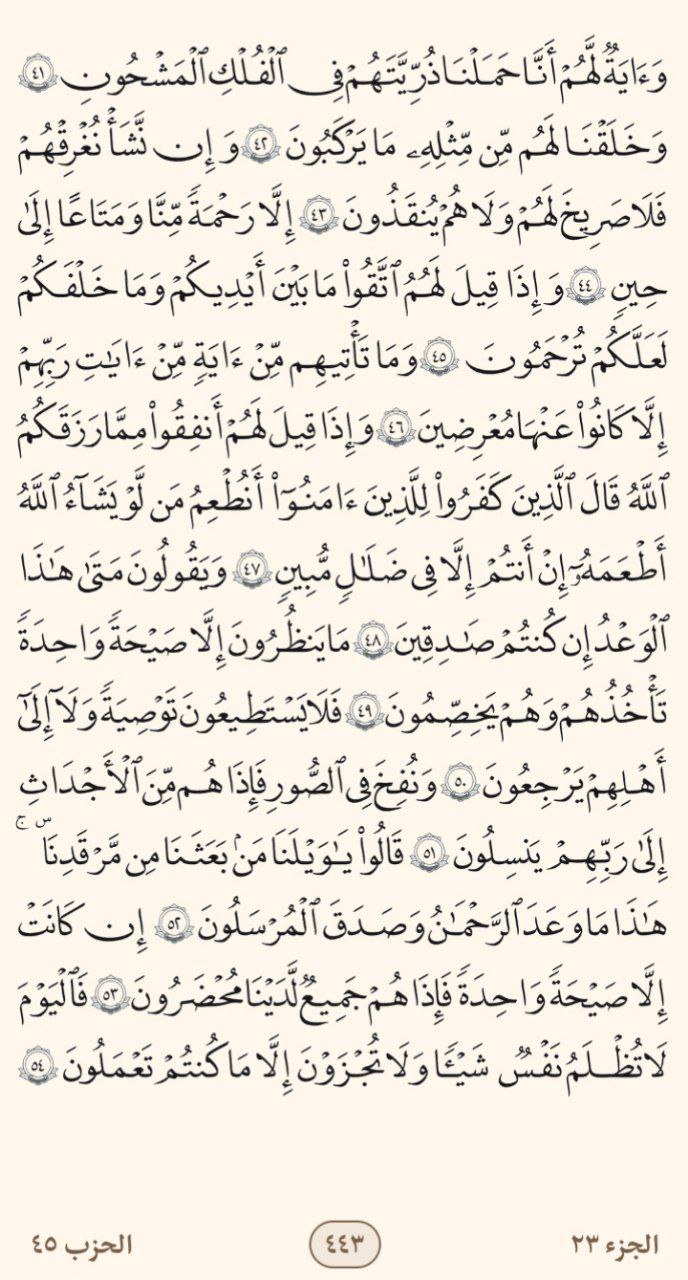 وَءَايَةٌ لَّهُمْ أَنَّا حَمَلْنَا ذُرِّيَّتَهُمْ فِى ٱلْفُلْكِ ٱلْمَشْحُونِ ٤١
وَخَلَقْنَا لَهُم مِّن مِّثْلِهِۦ مَا يَرْكَبُونَ ٤٢ وَإِن نَّشَأْ نُغْرِقْهُمْ
فَلَا صَرِيخَ لَهُمْ وَلَا هُمْ يُنقَذُونَ ٤٣ إِلَّا رَحْمَةً مِّنَّا وَمَتَاعًا إِلَىٰ
حِينٍ ٤٤ وَإِذَا قِيلَ لَهُمُ ٱتَّقُوا۟ مَا بَيْنَ أَيْدِيكُمْ وَمَا خَلْفَكُمْ
لَعَلَّكُمْ تُرْحَمُونَ ٤٥ وَمَا تَأْتِيهِم مِّنْ ءَايَةٍ مِّنْ ءَايَٰتِ رَبِّهِمْ
إِلَّا كَانُوا۟ عَنْهَا مُعْرِضِينَ ٤٦ وَإِذَا قِيلَ لَهُمْ أَنفِقُوا۟ مِمَّا رَزَقَكُمُ
ٱللَّهُ قَالَ ٱلَّذِينَ كَفَرُوا۟ لِلَّذِينَ ءَامَنُوٓا۟ أَنُطْعِمُ مَن لَّوْ يَشَآءُ ٱللَّهُ
أَطْعَمَهُۥٓ إِنْ أَنتُمْ إِلَّا فِى ضَلَٰلٍ مُّبِينٍ ٤٧ وَيَقُولُونَ مَتَىٰ هَٰذَا
ٱلْوَعْدُ إِن كُنتُمْ صَٰدِقِينَ ٤٨ مَا يَنظُرُونَ إِلَّا صَيْحَةً وَٰحِدَةً
تَأْخُذُهُمْ وَهُمْ يَخِصِّمُونَ ٤٩ فَلَا يَسْتَطِيعُونَ تَوْصِيَةً وَلَآ إِلَىٰٓ
أَهْلِهِمْ يَرْجِعُونَ ٥٠ وَنُفِخَ فِى ٱلصُّورِ فَإِذَا هُم مِّنَ ٱلْأَجْدَاثِ
إِلَىٰ رَبِّهِمْ يَنسِلُونَ ٥١ قَالُوا۟ يَٰوَيْلَنَا مَنۢ بَعَثَنَا مِن مَّرْقَدِنَا ۜ ۚ
هَٰذَا مَا وَعَدَ ٱلرَّحْمَٰنُ وَصَدَقَ ٱلْمُرْسَلُونَ ٥٢ إِن كَانَتْ
إِلَّا صَيْحَةً وَٰحِدَةً فَإِذَا هُمْ جَمِيعٌ لَّدَيْنَا مُحْضَرُونَ ٥٣ فَٱلْيَوْمَ
لَا تُظْلَمُ نَفْسٌ شَيْـًٔا وَلَا تُجْزَوْنَ إِلَّا مَا كُنتُمْ تَعْمَلُونَ ٥٤
الجزء ٢٣ ٤٤٣ الحزب ٤٥